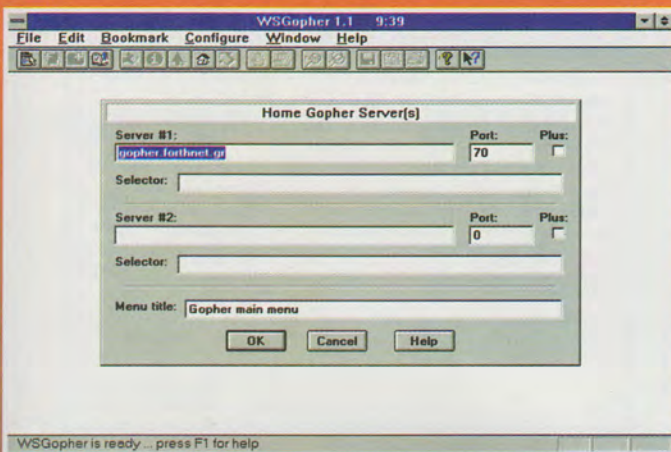 WSGopher 1.1 9:39
File Edit Bookmark Configure Window Help
Home Gopher Server(s)
Server #1: Port: Plus:
gopher.forthnet.gr 70
Selector:
Server #2: Port: Plus:
0
Selector:
Menu title: Gopher main menu
OK Cancel Help
WSGopher is ready ... press F1 for help